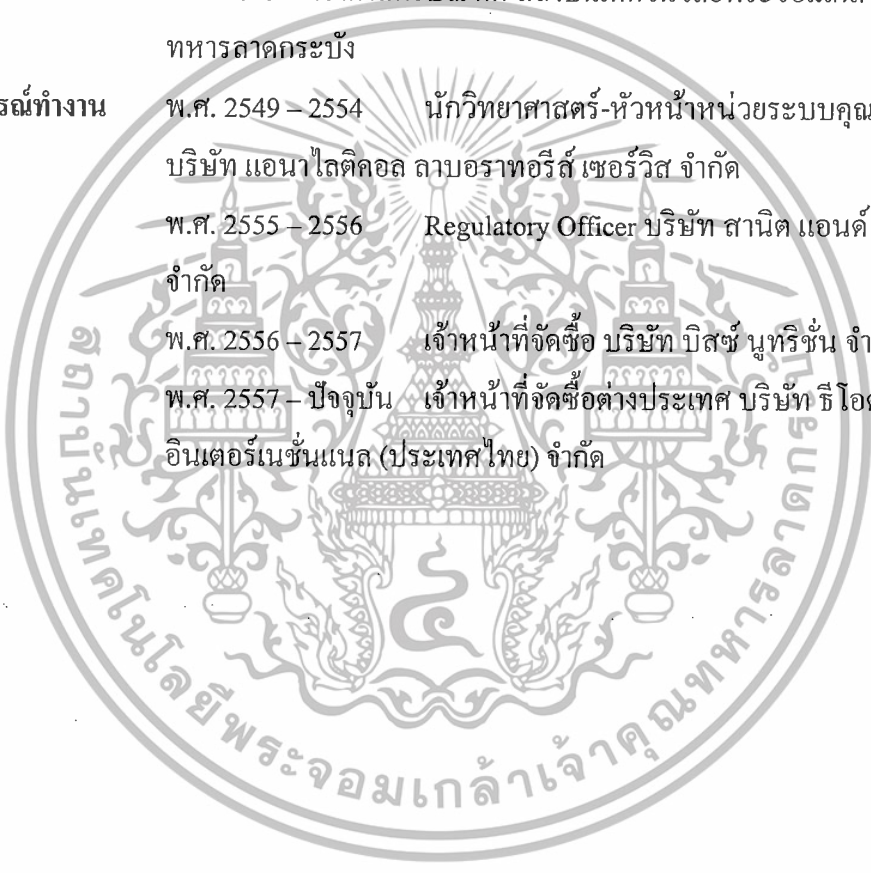 ทหารลาดกระบัง
พ.ศ. 2549 – 2554 นักวิทยาศาสตร์-หัวหน้าหน่วยระบบคุณ
บริษัท แอนาไลติคอล ลาบอราทอรีส์ เซอร์วิส จำกัด
พ.ศ. 2555 – 2556 Regulatory Officer บริษัท สานิต แอนด์
จำกัด
พ.ศ. 2556 – 2557 เจ้าหน้าที่จัดซื้อ บริษัท บิสซ์ นูทริชั่น
พ.ศ. 2557 – ปัจจุบัน เจ้าหน้าที่จัดซื้อต่างประเทศ บริษัท
อินเตอร์เนชั่นแนล (ประเทศไทย) จำกัด
รณ์ทำงาน
สถาบันเทคโนโลยีพระจอมเกล้าเจ้าคุณทหารลาดกระบัง